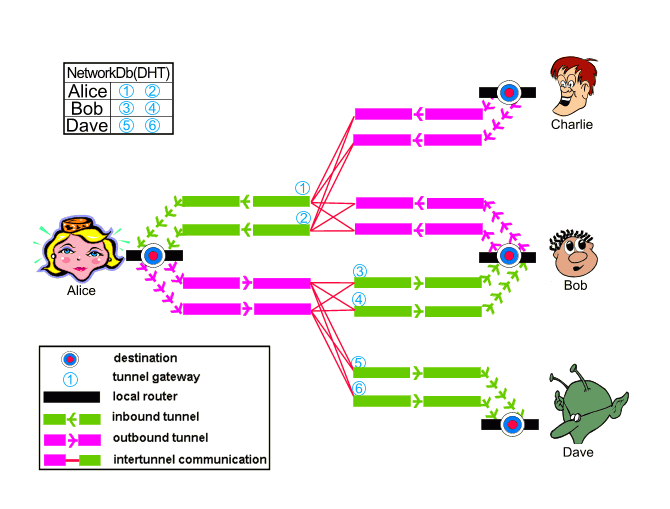 NetworkDb(DHT)
Alice 1 2
Bob 3 4
Dave 5 6
Charlie
1
2
Alice
3
4
Bob
5
6
Dave
destination
1 tunnel gateway
local router
inbound tunnel
outbound tunnel
intertunnel communication